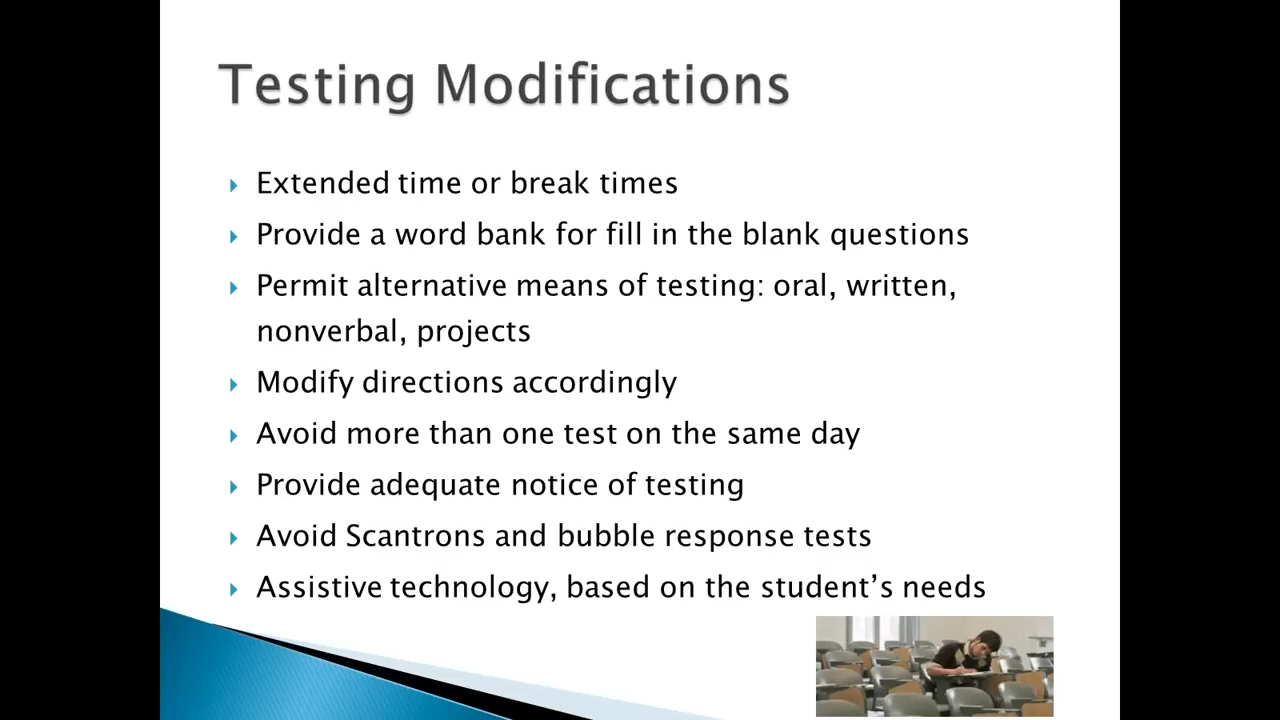 Testing Modifications
Extended time or break times
Provide a word bank for fill in the blank questions
Permit alternative means of testing: oral, written,
nonverbal, projects
Modify directions accordingly
Avoid more than one test on the same day
Provide adequate notice of testing
Avoid Scantrons and bubble response tests
Assistive technology, based on the student’s needs